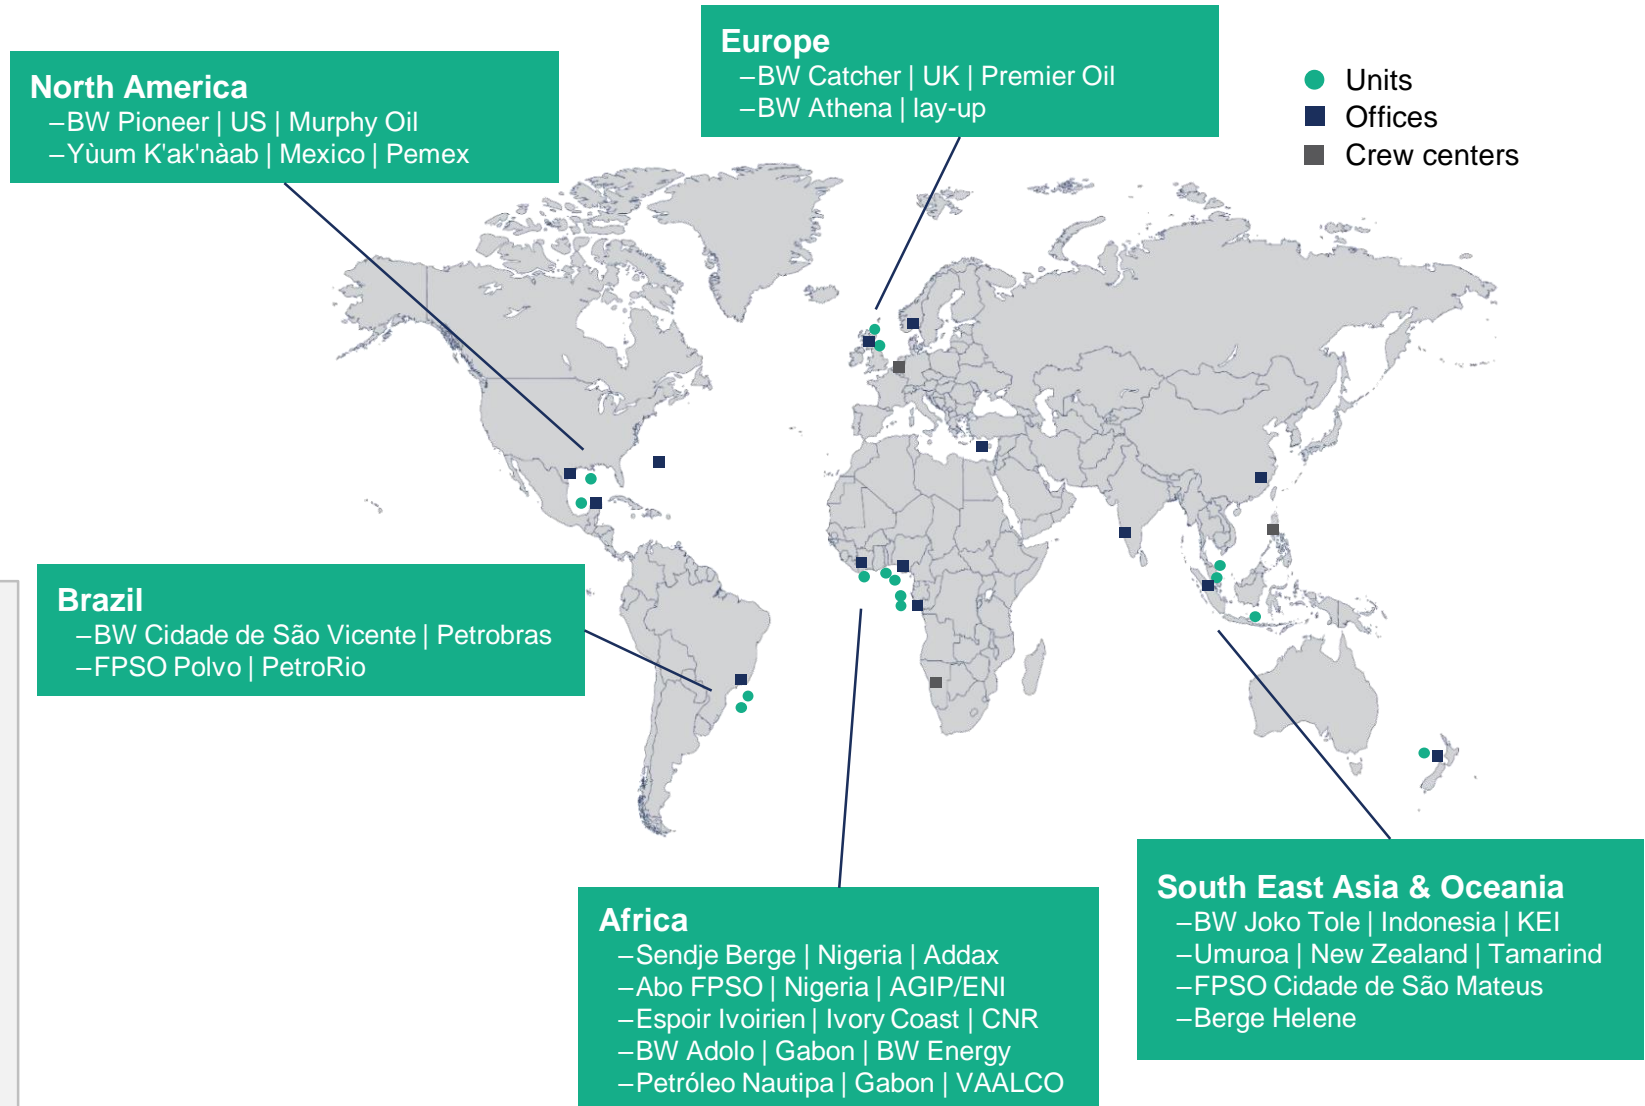 North America
–BW Pioneer | US | Murphy Oil
–Yùum K'ak'nàab | Mexico | Pemex
Europe
–BW Catcher | UK | Premier Oil
–BW Athena | lay-up
Units
Offices
Crew centers
Brazil
–BW Cidade de São Vicente | Petrobras
–FPSO Polvo | PetroRio
Africa
–Sendje Berge | Nigeria | Addax
–Abo FPSO | Nigeria | AGIP/ENI
–Espoir Ivoirien | Ivory Coast | CNR
–BW Adolo | Gabon | BW Energy
–Petróleo Nautipa | Gabon | VAALCO
South East Asia & Oceania
–BW Joko Tole | Indonesia | KEI
–Umuroa | New Zealand | Tamarind
–FPSO Cidade de São Mateus
–Berge Helene